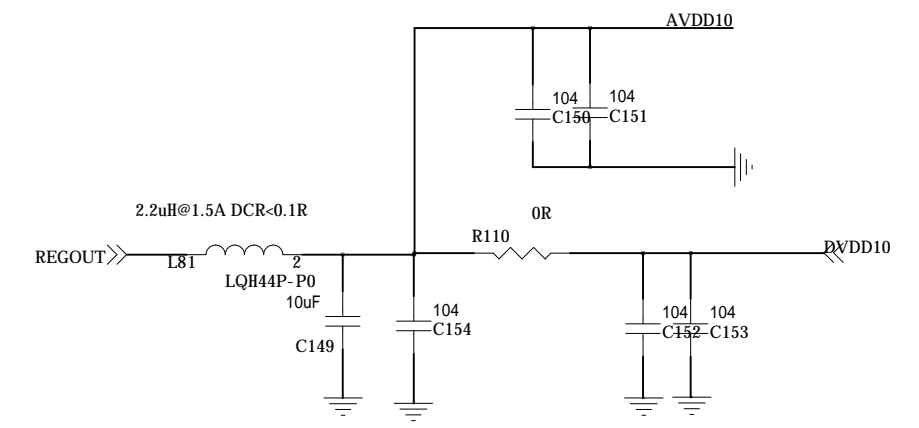 AVDD10
104
C150
104
C151
2.2uH@1.5A DCR<0.1R
0R
R110
REGOUT
L81
2
DVDD10
LQH44P-P0
10uF
C149
104
C154
104
C152
104
C153